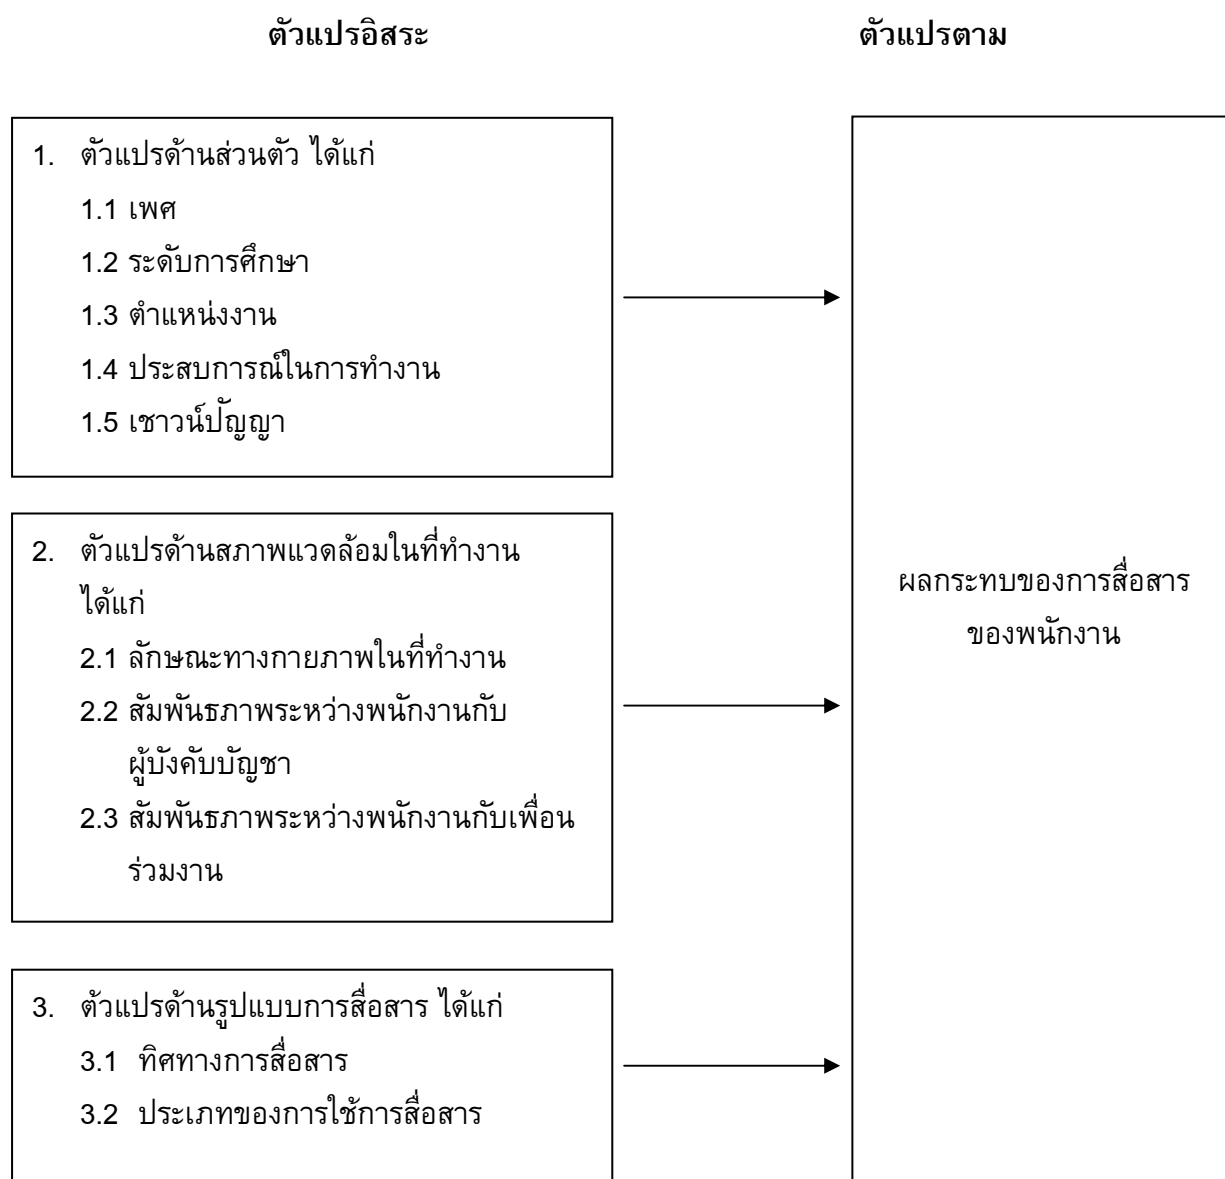 ตัวแปรอิสระ
ตัวแปรตาม
1. ตัวแปรด้านส่วนตัว ได้แก่
1.1 เพศ
1.2 ระดับการศึกษา
1.3 ตำแหน่งงาน
1.4 ประสบการณ์ในการทำงาน
1.5 เชาวน์ปัญญา
2. ตัวแปรด้านสภาพแวดล้อมในที่ทำงาน
ได้แก่
2.1 ลักษณะทางกายภาพในที่ทำงาน
2.2 สัมพันธภาพระหว่างพนักงานกับ
ผู้บังคับบัญชา
2.3 สัมพันธภาพระหว่างพนักงานกับเพื่อน
ร่วมงาน
3. ตัวแปรด้านรูปแบบการสื่อสาร ได้แก่
3.1 ทิศทางการสื่อสาร
3.2 ประเภทของการใช้การสื่อสาร
ผลกระทบของการสื่อสาร
ของพนักงาน